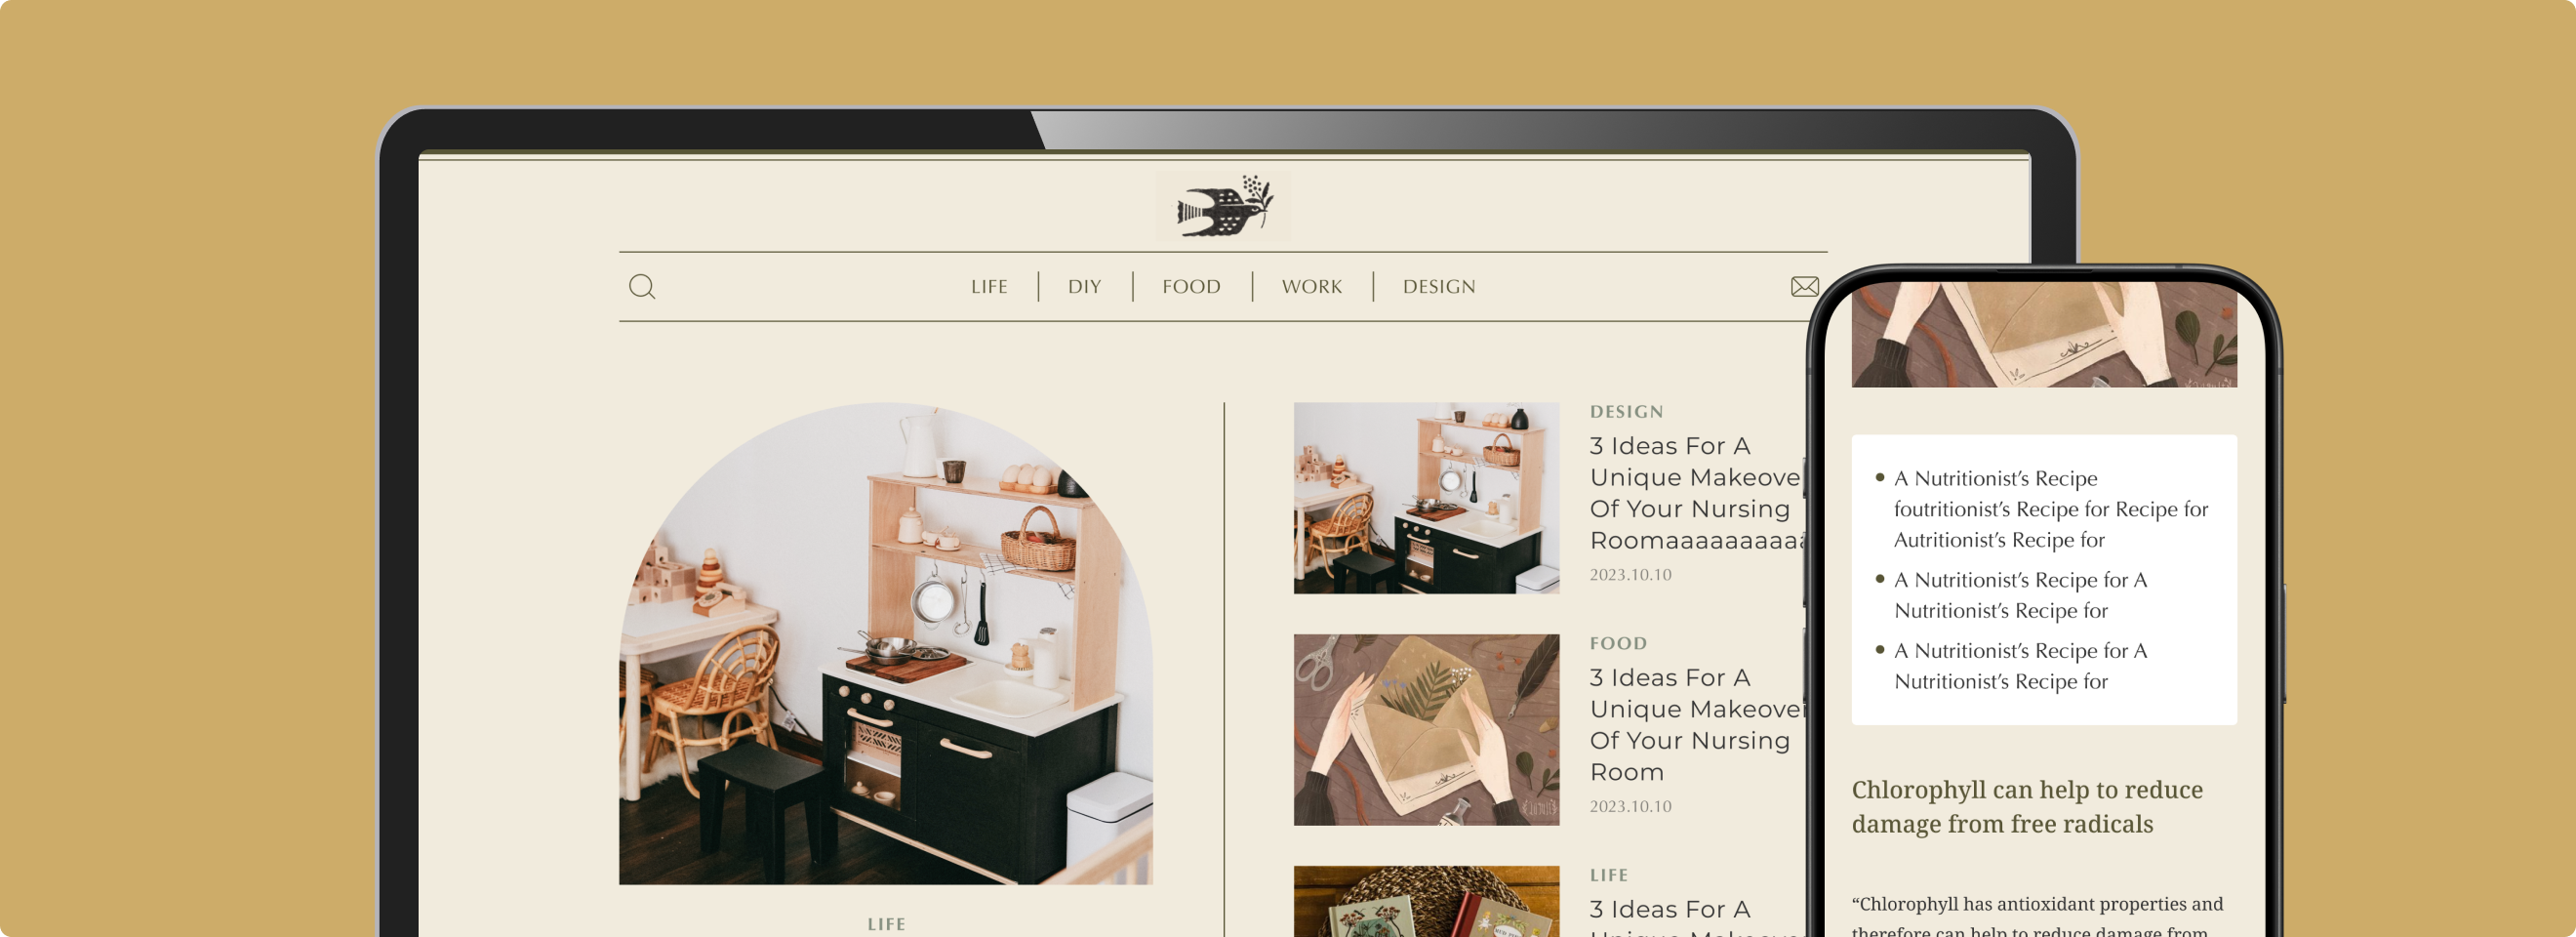 LIFE
DIY
FOOD
WORK
DESIGN
DESIGN
3 Ideas For A
Unique Makeove
Of Your Nursing
Roomaaaaaaaaaa
2023.10.10
FOOD
3 Ideas For A
Unique Makeover
Of Your Nursing
Room
2023.10.10
LIFE
3 Ideas For A
Unique Makeove
LIFE
A Nutritionist’s Recipe
foutritionist’s Recipe for Recipe for
Autritionist’s Recipe for
A Nutritionist’s Recipe for A
Nutritionist’s Recipe for
A Nutritionist’s Recipe for A
Nutritionist’s Recipe for
Chlorophyll can help to reduce
damage from free radicals
“Chlorophyll has antioxidant properties and
therefore can help to reduce damage from